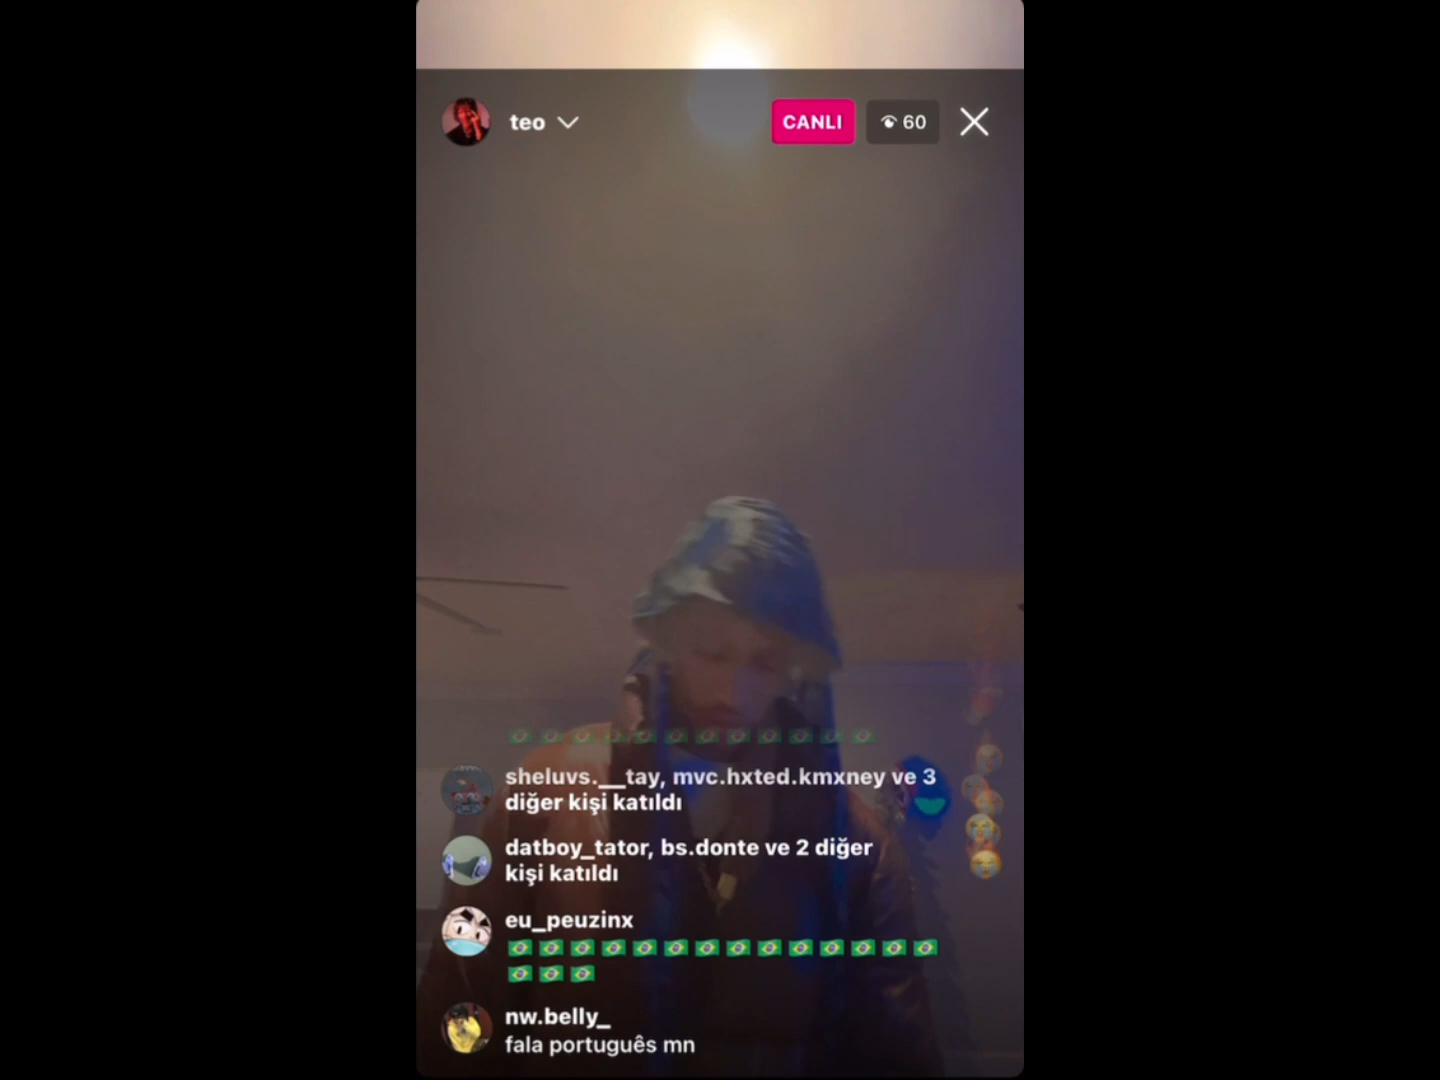 teo
CANLI
60
sheluvs.__tay, mvc.hxted.kmxney ve 3
diğer kişi katıldı
datboy_tator, bs.donte ve 2 diğer
kişi katıldı
eu_peuzinx
🇧🇷🇧🇷🇧🇷🇧🇷🇧🇷🇧🇷🇧🇷🇧🇷🇧🇷🇧🇷🇧🇷🇧🇷🇧🇷🇧🇷
🇧🇷🇧🇷🇧🇷
nw.belly_
fala português mn